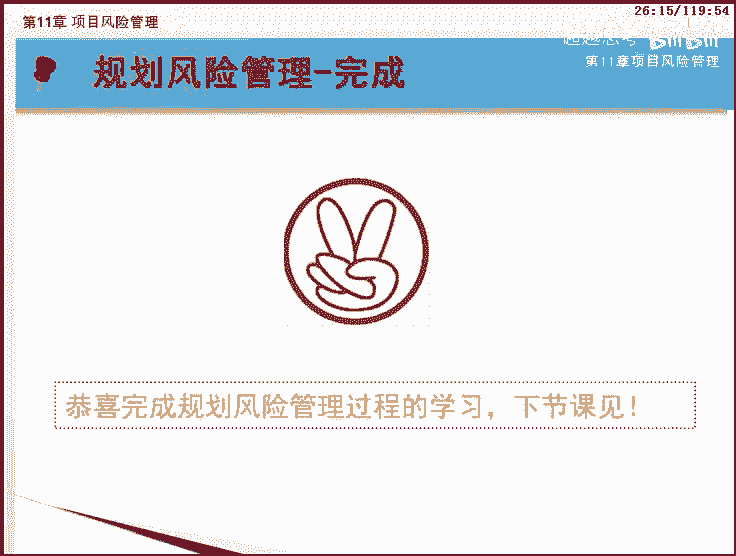 第11章 项目风险管理
26:15/119:54
第11章项目风险管理
规划风险管理-完成
恭喜完成规划风险管理过程的学习，下节课见！